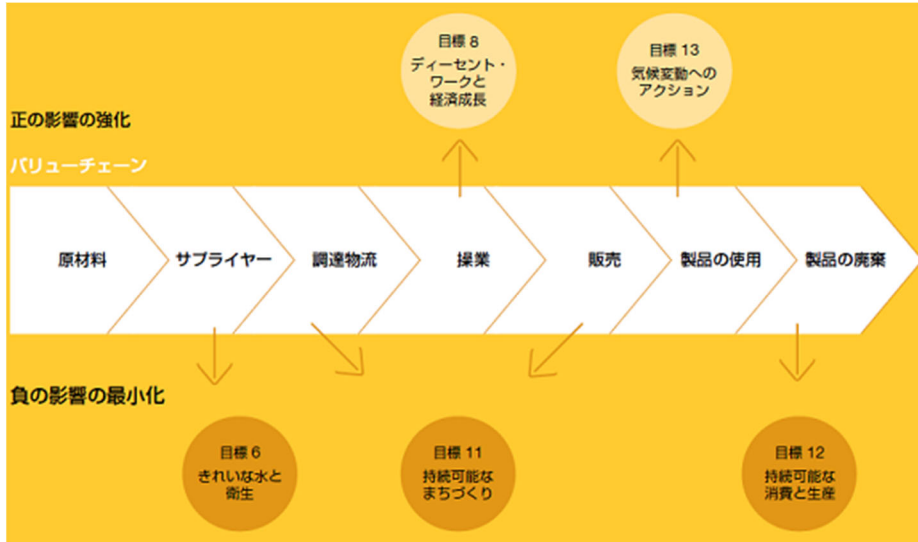 目標 8
ディーセント・
ワークと
経済成長
目標 13
気候変動への
アクション
正の影響の強化
バリューチェーン
原材料
サプライヤー
調達物流
操業
販売
製品の使用
製品の廃棄
負の影響の最小化
目標 6
きれいな水と
衛生
目標 11
持続可能な
まちづくり
目標 12
持続可能な
消費と生産